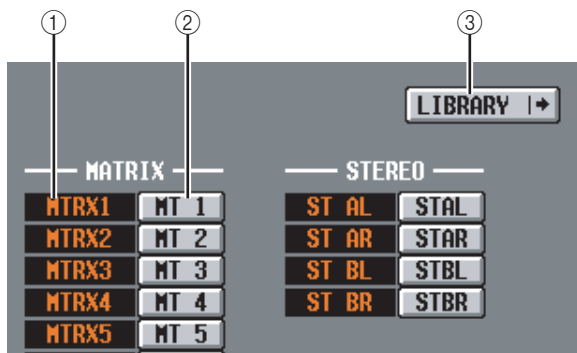 ① ② ③
LIBRARY
MATRIX STEREO
MTRX1 MT 1 ST AL STAL
MTRX2 MT 2 ST AR STAR
MTRX3 MT 3 ST BL STBL
MTRX4 MT 4 ST BR STBR
MTRX5 MT 5